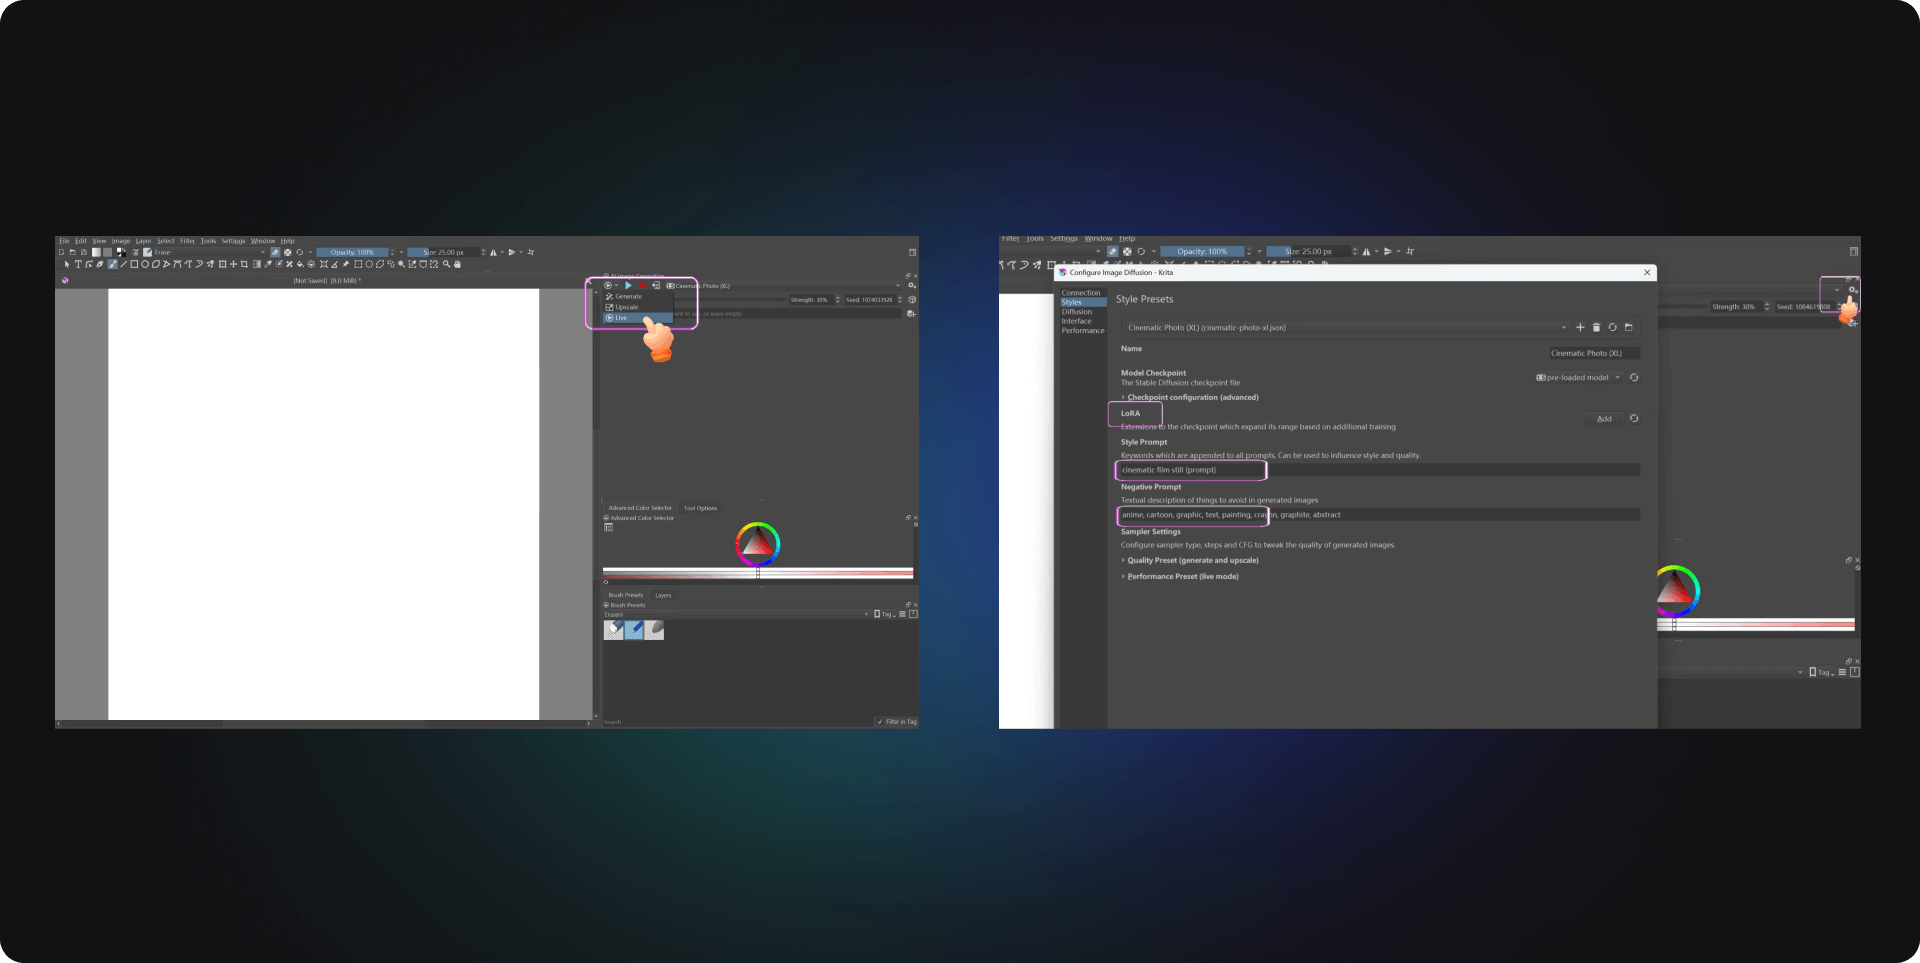 File Edit View Image Layer Select Filter Tools Settings Window Help
Erase
Opacity: 100%
Size: 25.00 px
[Not Saved] (8.0 MiB) *
AI Image Generation
Cinematic Photo (XL)
Generate
Strength: 30%
Seed: 1074033928
Upscale
want to see, or leave empty.
Live
Advanced Color Selector
Tool Options
Advanced Color Selector
Brush Presets
Layers
Brush Presets
Erasers
Tag
Search
Filter in Tag
Filter Tools Settings Window Help
Opacity: 100%
Size: 25.00 px
Configure Image Diffusion - Krita
Connection
Styles
Diffusion
Interface
Performance
Style Presets
Cinematic Photo (XL) (cinematic-photo-xl.json)
Name
Cinematic Photo (XL)
Model Checkpoint
The Stable Diffusion checkpoint file
pre-loaded model
Checkpoint configuration (advanced)
LoRA
Extensions to the checkpoint which expand its range based on additional training
Add
Style Prompt
Keywords which are appended to all prompts. Can be used to influence style and quality.
cinematic film still (prompt)
Negative Prompt
Textual description of things to avoid in generated images
anime, cartoon, graphic, text, painting, crayon, graphite, abstract
Sampler Settings
Configure sampler type, steps and CFG to tweak the quality of generated images.
Quality Preset (generate and upscale)
Performance Preset (live mode)
Strength: 30%
Seed: 1084619808
Tag